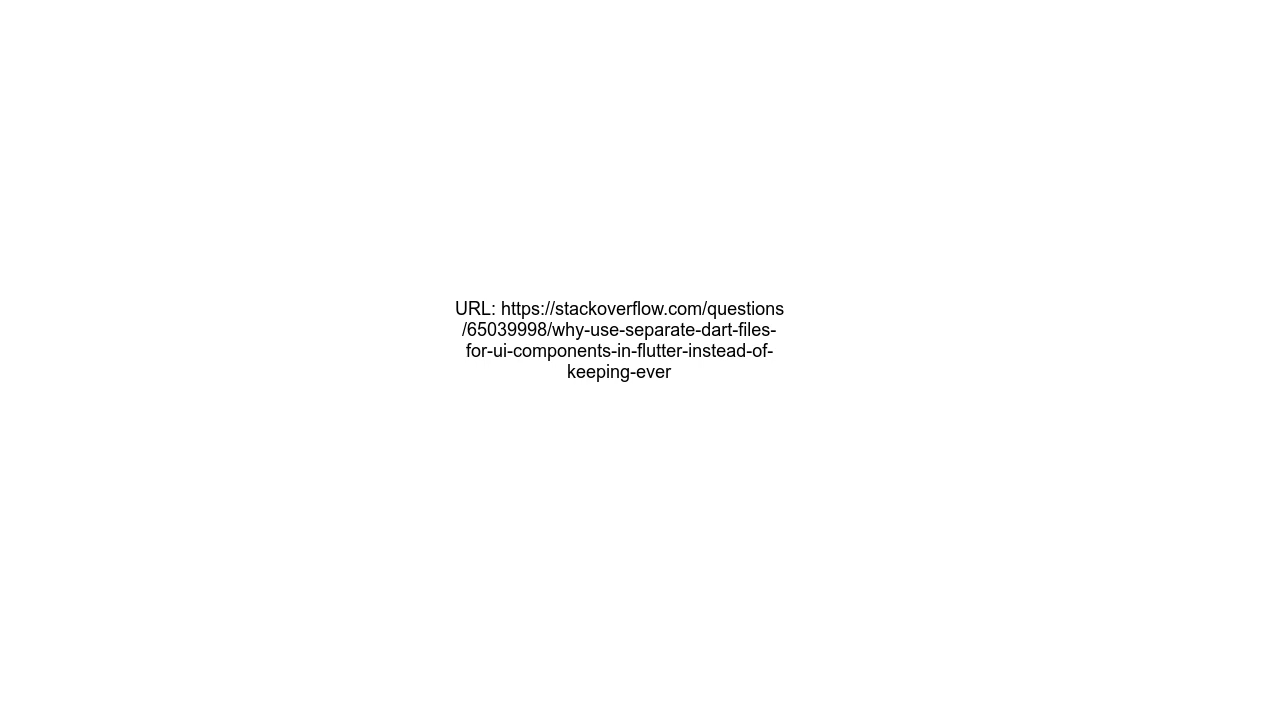 URL: https://stackoverflow.com/questions
/65039998/why-use-separate-dart-files-
for-ui-components-in-flutter-instead-of-
keeping-ever